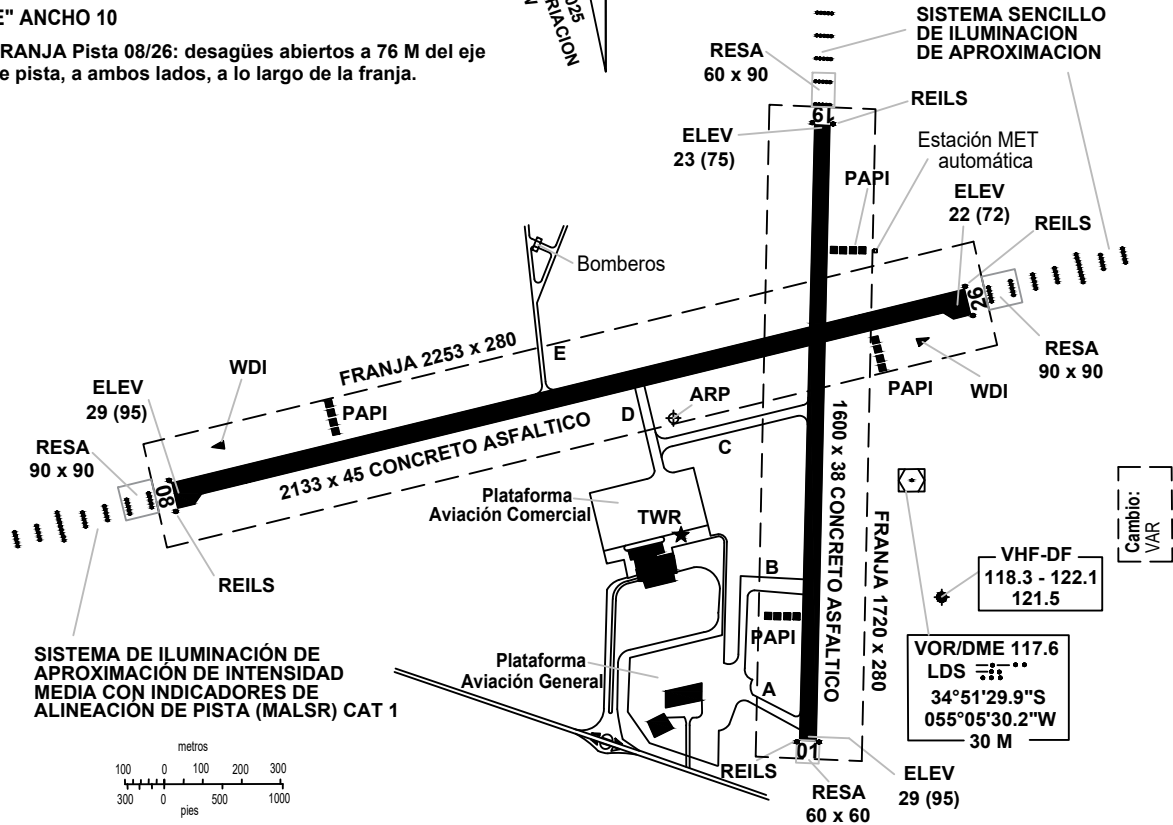 E" ANCHO 10
RANJA Pista 08/26: desagües abiertos a 76 M del eje
e pista, a ambos lados, a lo largo de la franja.
025
RIACION
N
SISTEMA SENCILLO
DE ILUMINACION
DE APROXIMACION
RESA
60 x 90
REILS
19
ELEV
23 (75)
Estación MET
automática
PAPI
ELEV
22 (72)
REILS
Bomberos
26
RESA
90 x 90
WDI
FRANJA 2253 x 280
E
PAPI
WDI
ELEV
29 (95)
PAPI
D
ARP
C
RESA
90 x 90
08
2133 x 45 CONCRETO ASFALTICO
1600 x 38 CONCRETO ASFALTICO
Plataforma
Aviación Comercial
TWR
FRANJA 1720 x 280
Cambio:
VAR
REILS
B
VHF-DF
118.3 - 122.1
121.5
PAPI
SISTEMA DE ILUMINACIÓN DE
APROXIMACIÓN DE INTENSIDAD
MEDIA CON INDICADORES DE
ALINEACIÓN DE PISTA (MALSR) CAT 1
Plataforma
Aviación General
A
VOR/DME 117.6
LDS
34°51'29.9"S
055°05'30.2"W
30 M
metros
100 0 100 200 300
300 0 500 1000
pies
01
REILS
ELEV
29 (95)
RESA
60 x 60